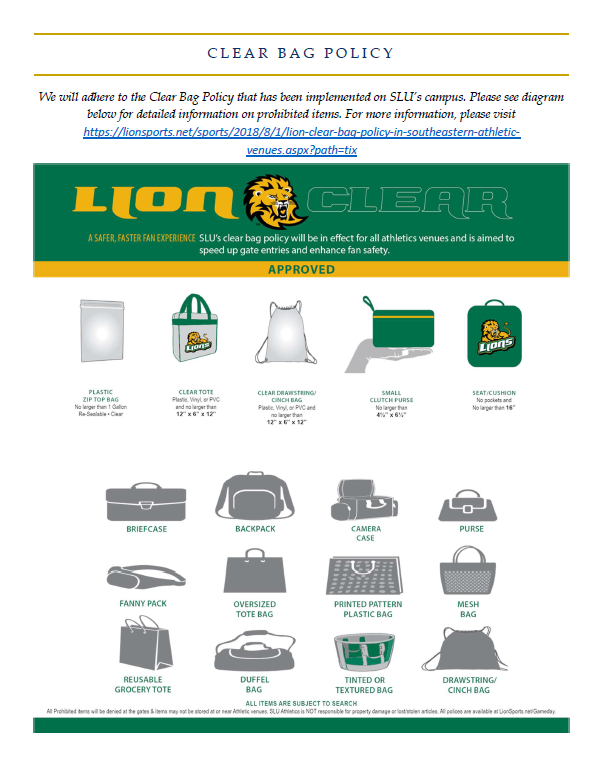 CLEAR BAG POLICY
We will adhere to the Clear Bag Policy that has been implemented on SLU's campus. Please see diagram
below for detailed information on prohibited items. For more information, please visit
https://lionsports.net/sports/2018/8/1/lion-clear-bag-policy-in-southeastern-athletic-
venues.aspx?path=tix
LION CLEAR
A SAFER, FASTER FAN EXPERIENCE SLU's clear bag policy will be in effect for all athletics venues and is aimed to
speed up gate entries and enhance fan safety.
APPROVED
Lions
Lions
PLASTIC
ZIP TOP BAG
No larger than 1 Gallon
Re-Sealable • Clear
CLEAR TOTE
Plastic, Vinyl, or PVC
and no larger than
12" x 6" x 12"
CLEAR DRAWSTRING/
CINCH BAG
Plastic, Vinyl, or PVC and
no larger than
12" x 6" x 12"
SMALL
CLUTCH PURSE
No larger than
4½" x 6½"
SEAT/CUSHION
No pockets and
No larger than 16"
BRIEFCASE
BACKPACK
CAMERA
CASE
PURSE
FANNY PACK
OVERSIZED
TOTE BAG
PRINTED PATTERN
PLASTIC BAG
MESH
BAG
REUSABLE
GROCERY TOTE
DUFFEL
BAG
TINTED OR
TEXTURED BAG
DRAWSTRING/
CINCH BAG
ALL ITEMS ARE SUBJECT TO SEARCH
All Prohibited items will be denied at the gates & items may not be stored at or near Athletic venues, SLU Athletics is NOT responsible for property damage or lost/stolen articles. All polices are available at LionSports.net/Gameday.